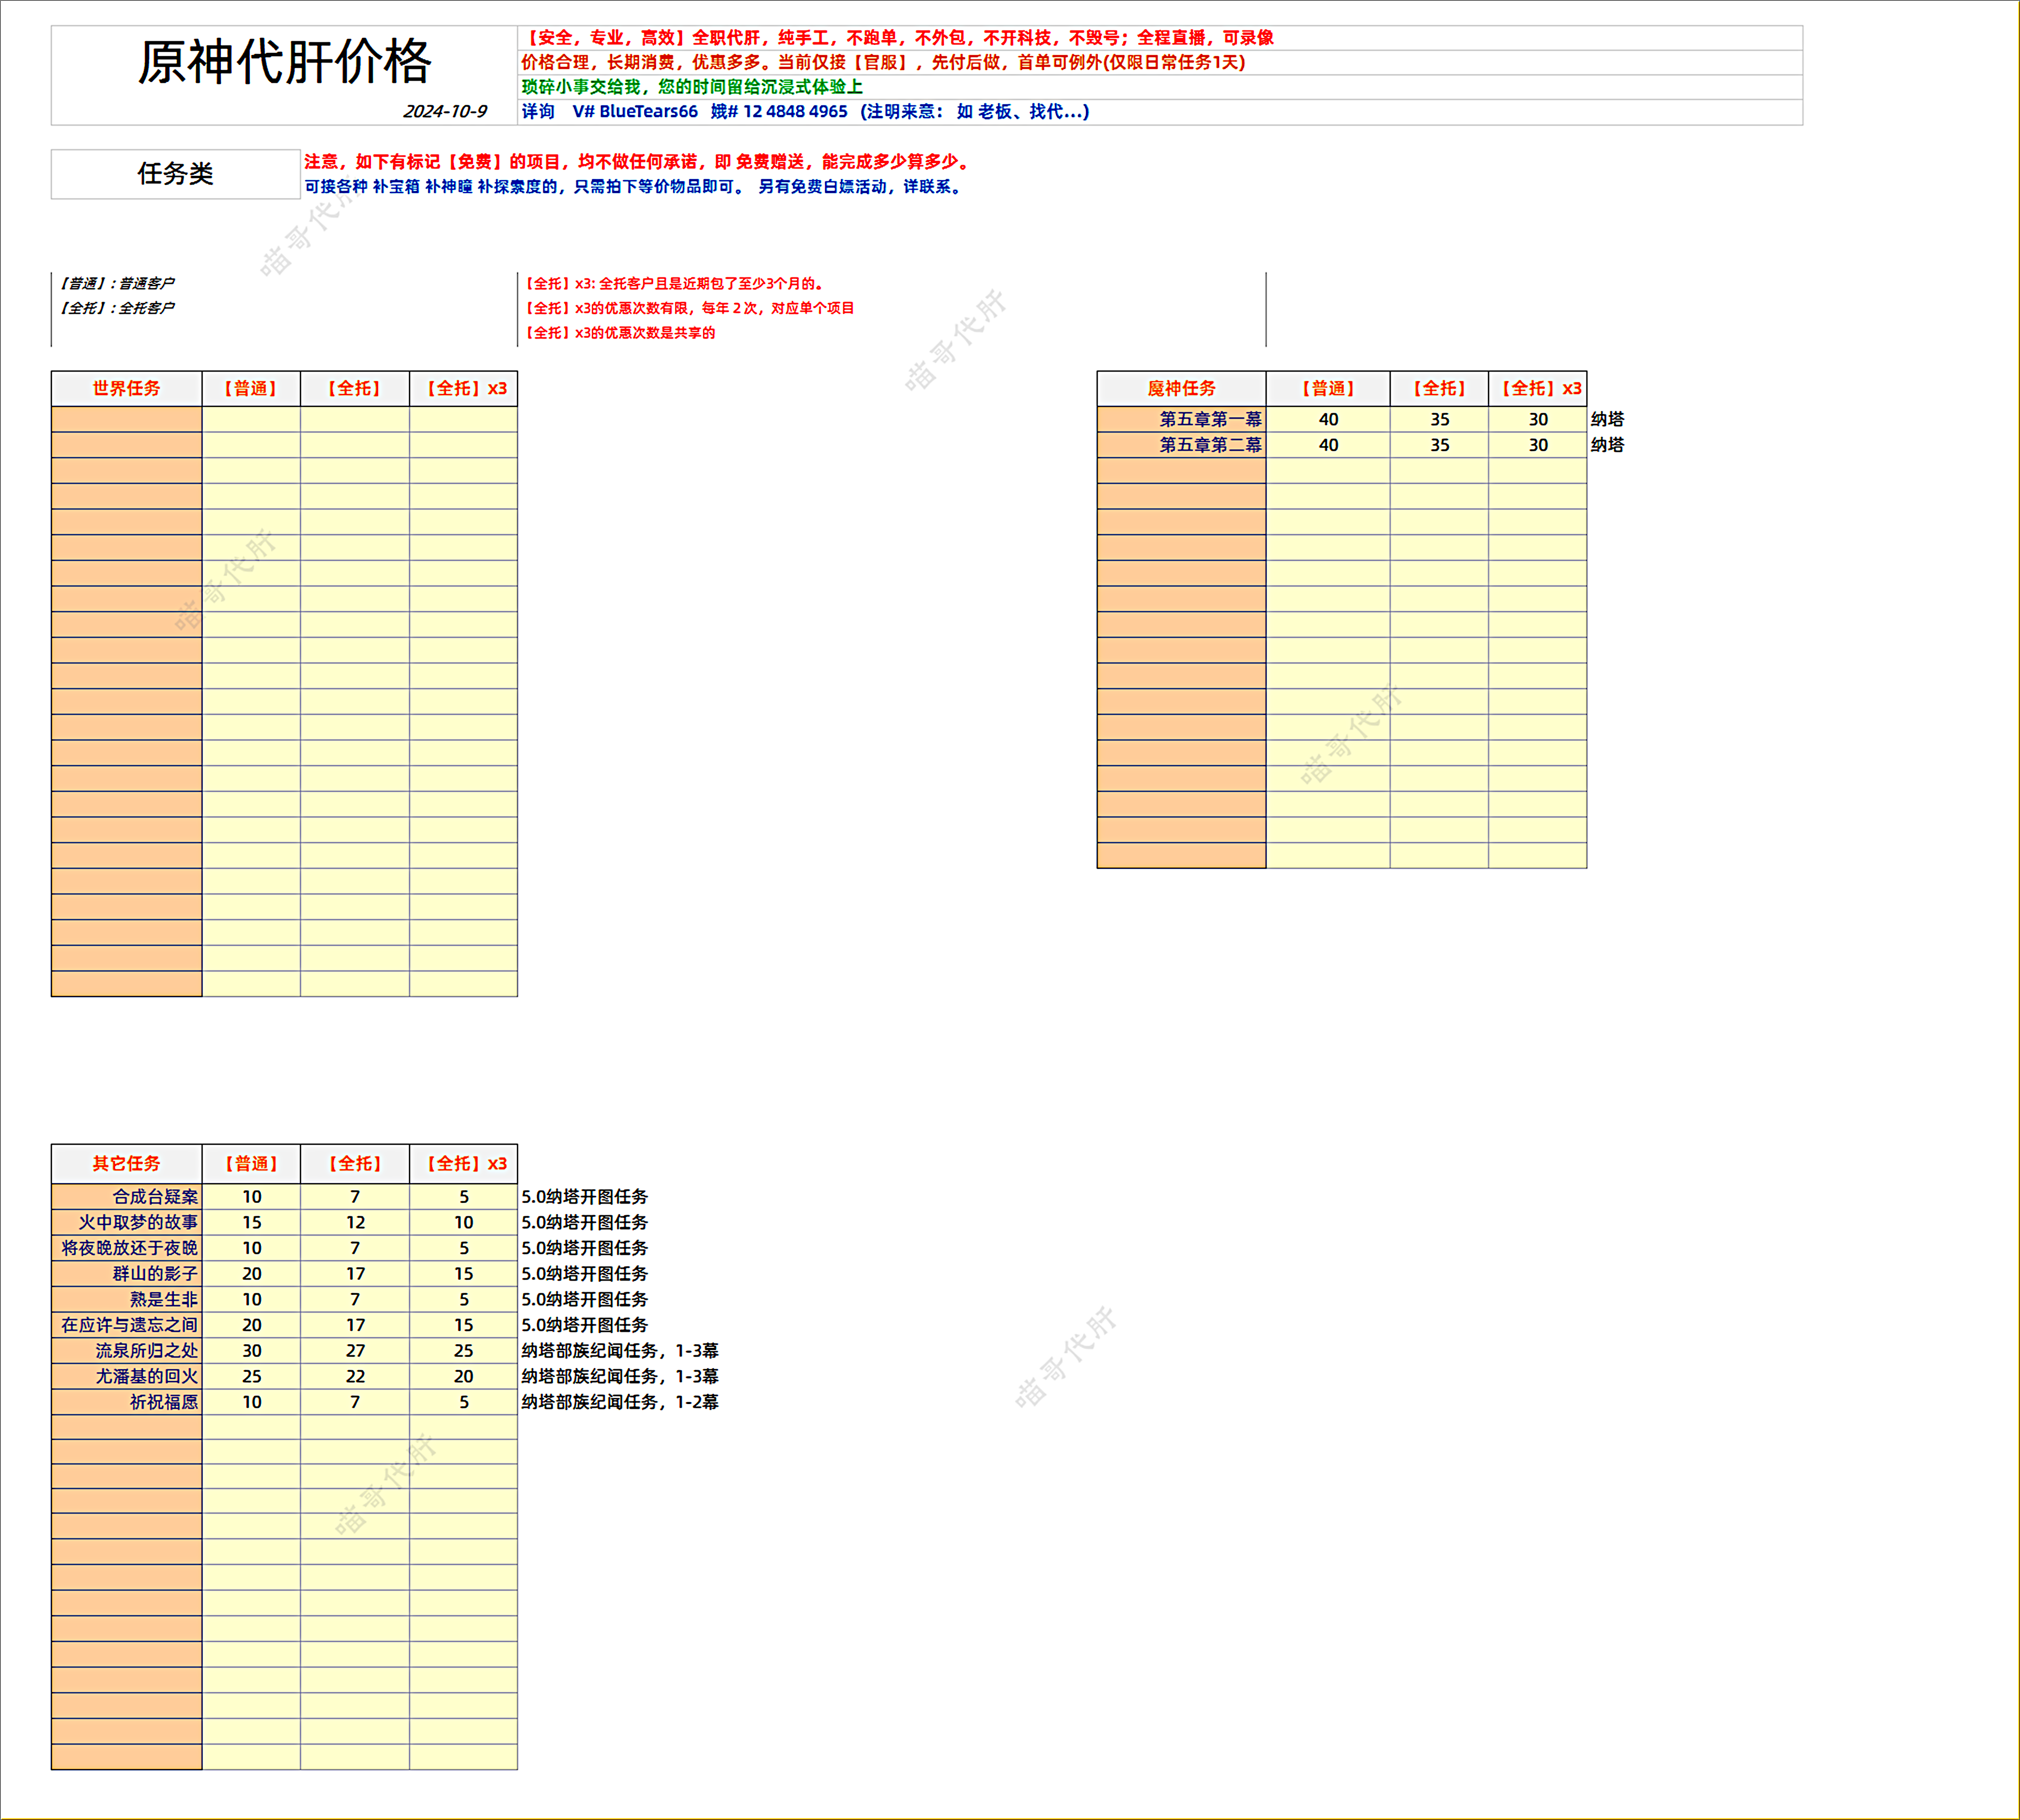 原神代肝价格
2024-10-9
【安全，专业，高效】全职代肝，纯手工，不跑单，不外包，不开科技，不毁号；全程直播，可录像
价格合理，长期消费，优惠多多。当前仅接【官服】，先付后做，首单可例外(仅限日常任务1天)
琐碎小事交给我，您的时间留给沉浸式体验上
详询 V# BlueTears66 娥# 12 4848 4965 (注明来意： 如 老板、找代...)
任务类
注意，如下有标记【免费】的项目，均不做任何承诺，即 免费赠送，能完成多少算多少。
可接各种 补宝箱 补神瞳 补探索度的，只需拍下等价物品即可。 另有免费白嫖活动，详联系。
喵哥代肝
【普通】: 普通客户
【全托】: 全托客户
【全托】x3: 全托客户且是近期包了至少3个月的。
【全托】x3的优惠次数有限，每年 2 次，对应单个项目
【全托】x3的优惠次数是共享的
喵哥代肝
世界任务 【普通】 【全托】 【全托】x3
喵哥代肝
魔神任务 【普通】 【全托】 【全托】x3
第五章第一幕 40 35 30 纳塔
第五章第二幕 40 35 30 纳塔
喵哥代肝
其它任务 【普通】 【全托】 【全托】x3
合成台疑案 10 7 5 5.0纳塔开图任务
火中取梦的故事 15 12 10 5.0纳塔开图任务
将夜晚放还于夜晚 10 7 5 5.0纳塔开图任务
群山的影子 20 17 15 5.0纳塔开图任务
熟是生非 10 7 5 5.0纳塔开图任务
在应许与遗忘之间 20 17 15 5.0纳塔开图任务
流泉所归之处 30 27 25 纳塔部族纪闻任务，1-3幕
尤潘基的回火 25 22 20 纳塔部族纪闻任务，1-3幕
祈祝福愿 10 7 5 纳塔部族纪闻任务，1-2幕
喵哥代肝
喵哥代肝